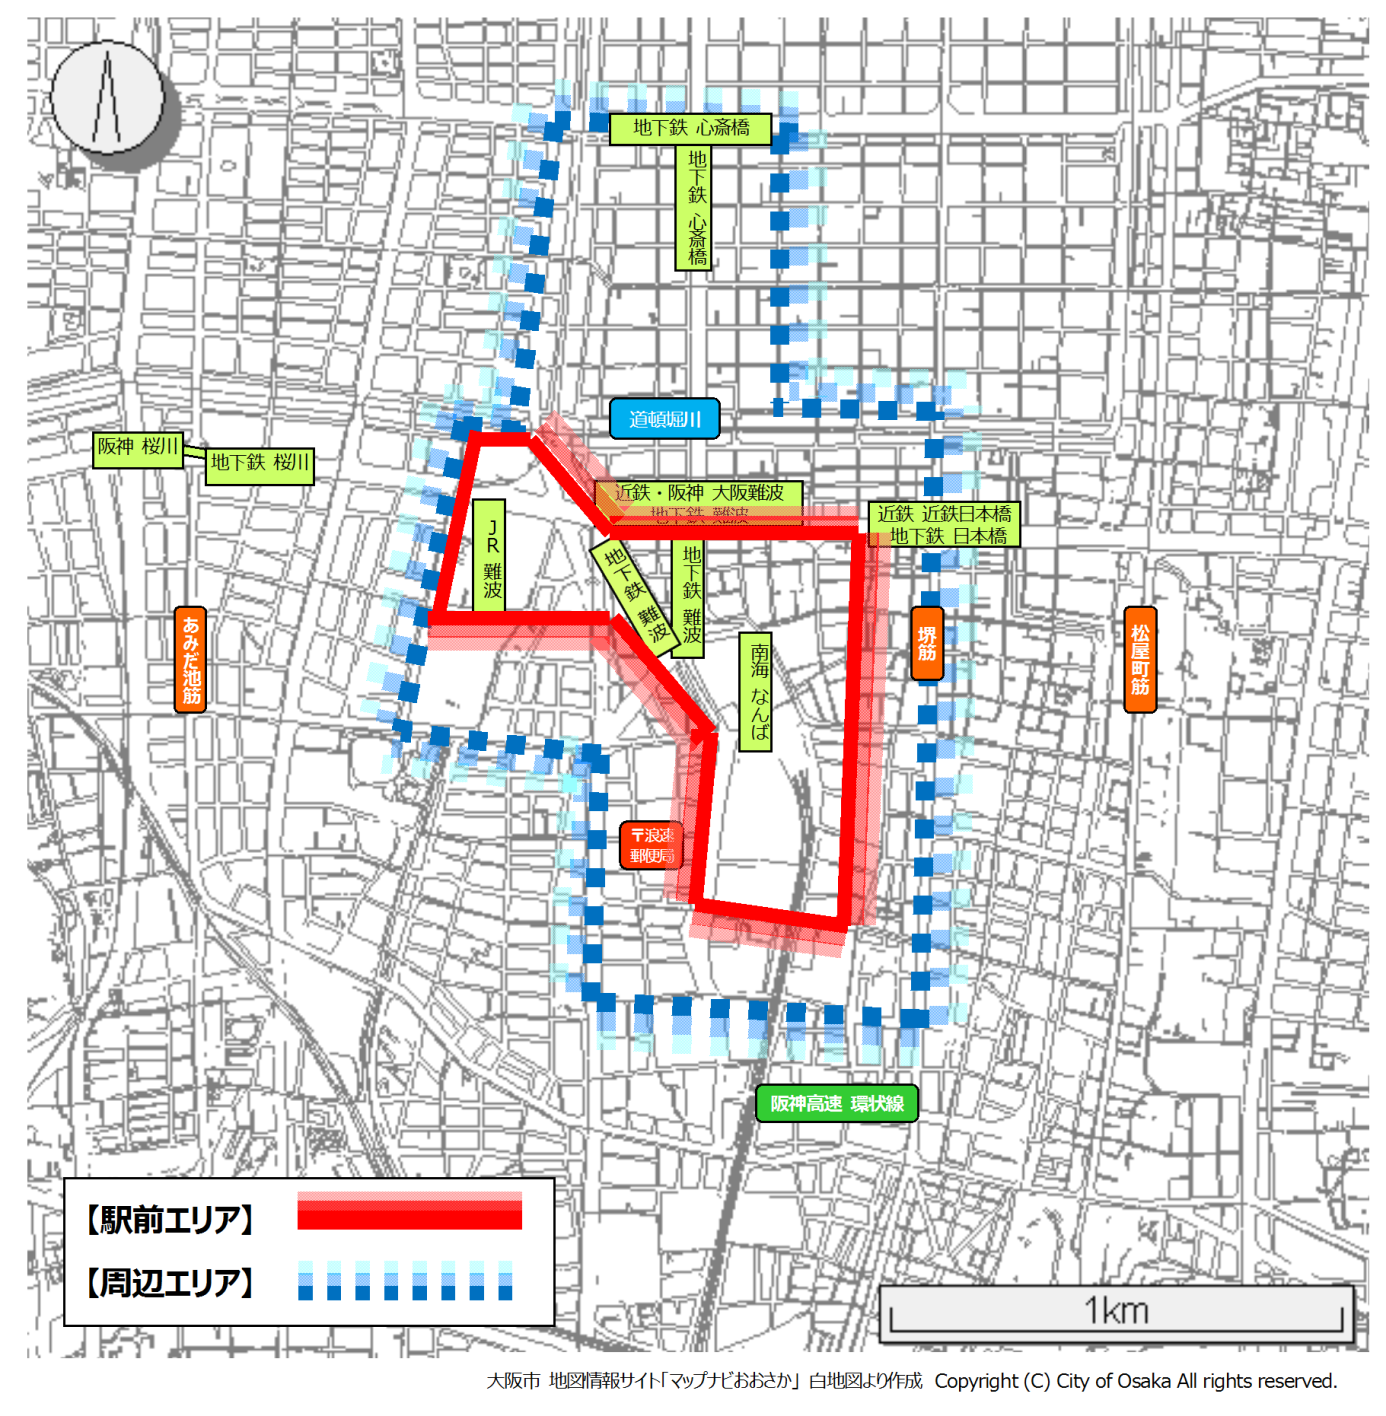 地下鉄 心斎橋
地下鉄 心斎橋
道頓堀川
阪神 桜川
地下鉄 桜川
近鉄・阪神 大阪難波
地下鉄 難波
近鉄 近鉄日本橋
地下鉄 日本橋
JR 難波
地下鉄 難波
地下鉄 難波
あみだ池筋
南海 なんば
堺筋
松屋町筋
〒浪速
郵便局
阪神高速 環状線
【駅前エリア】
【周辺エリア】
1km
大阪市 地図情報サイト「マップナビおおさか」 白地図より作成 Copyright (C) City of Osaka All rights reserved.